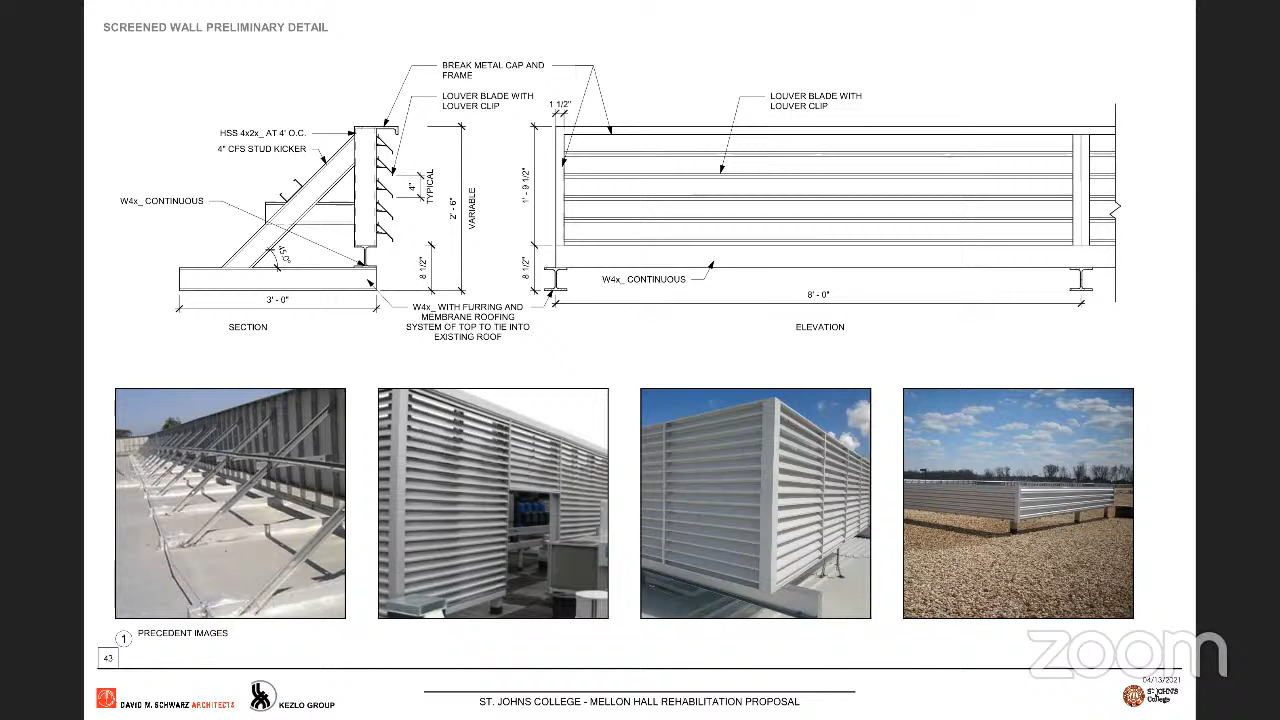 SCREENED WALL PRELIMINARY DETAIL
BREAK METAL CAP AND
FRAME
LOUVER BLADE WITH
LOUVER CLIP
1 1/2"
LOUVER BLADE WITH
LOUVER CLIP
HSS 4x2x_ AT 4' O.C.
4" CFS STUD KICKER
W4x_ CONTINUOUS
4"
TYPICAL
2' - 6"
VARIABLE
1' - 9 1/2"
45.0°
8 1/2"
8 1/2"
W4x_ CONTINUOUS
3' - 0"
8' - 0"
W4x_ WITH FURRING AND
MEMBRANE ROOFING
SYSTEM OF TOP TO TIE INTO
EXISTING ROOF
SECTION
ELEVATION
1 PRECEDENT IMAGES
43
zoom
04/13/2021
DAVID M. SCHWARZ ARCHITECTS
KEZLO GROUP
ST. JOHNS COLLEGE - MELLON HALL REHABILITATION PROPOSAL
ST JOHN'S
College